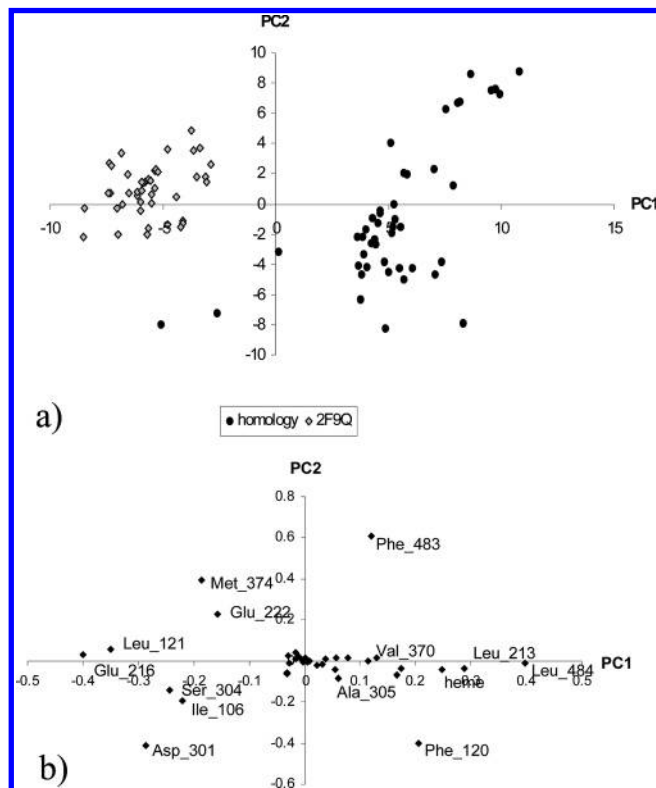 PC2
10
8
6
4
2
0
PC1
-10
-5
0
5
10
15
-2
-4
-6
-8
-10
a)
homology 2F9Q
PC2
0.8
0.6
Phe_483
0.4
Met_374
0.2
Glu_222
Leu_121
Val_370
Leu_213
PC1
0
-0.5
-0.4
-0.3
-0.2
-0.1
0
0.1
0.2
0.3
0.4
0.5
Glu_216
Ser_304
Ala_305
heme
Leu_484
-0.2
Ile_106
Asp_301
-0.4
Phe_120
-0.6
b)